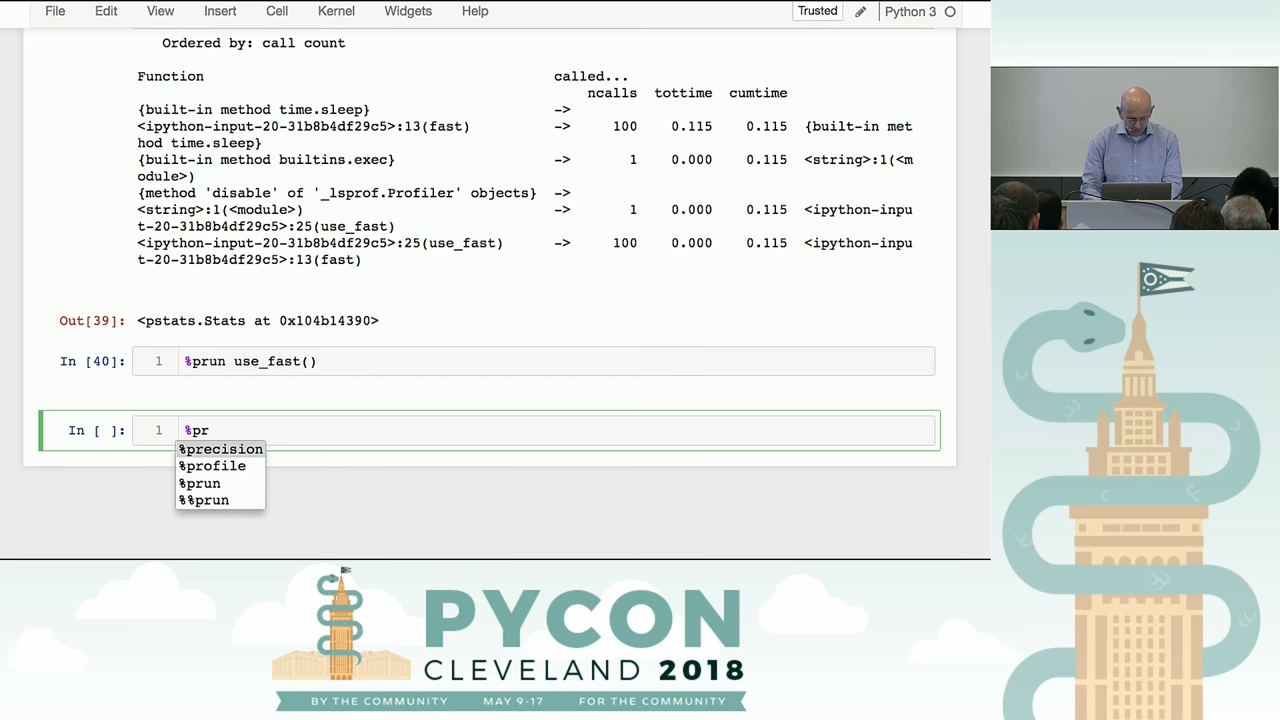 File Edit View Insert Cell Kernel Widgets Help Trusted Python 3
Ordered by: call count
Function called...
ncalls tottime cumtime
{built-in method time.sleep} ->
<ipython-input-20-31b8b4df29c5>:13(fast) -> 100 0.115 0.115 {built-in met
hod time.sleep}
{built-in method builtins.exec} -> 1 0.000 0.115 <string>:1(<m
odule>)
{method 'disable' of '_lsprof.Profiler' objects} ->
<string>:1(<module>) -> 1 0.000 0.115 <ipython-inpu
t-20-31b8b4df29c5>:25(use_fast)
<ipython-input-20-31b8b4df29c5>:25(use_fast) -> 100 0.000 0.115 <ipython-inpu
t-20-31b8b4df29c5>:13(fast)
Out[39]: <pstats.Stats at 0x104b14390>
In [40]: 1 %prun use_fast()
In [ ]: 1 %pr
%precision
%profile
%prun
%%prun
PYCON
CLEVELAND 2018
BY THE COMMUNITY MAY 9-17 FOR THE COMMUNITY